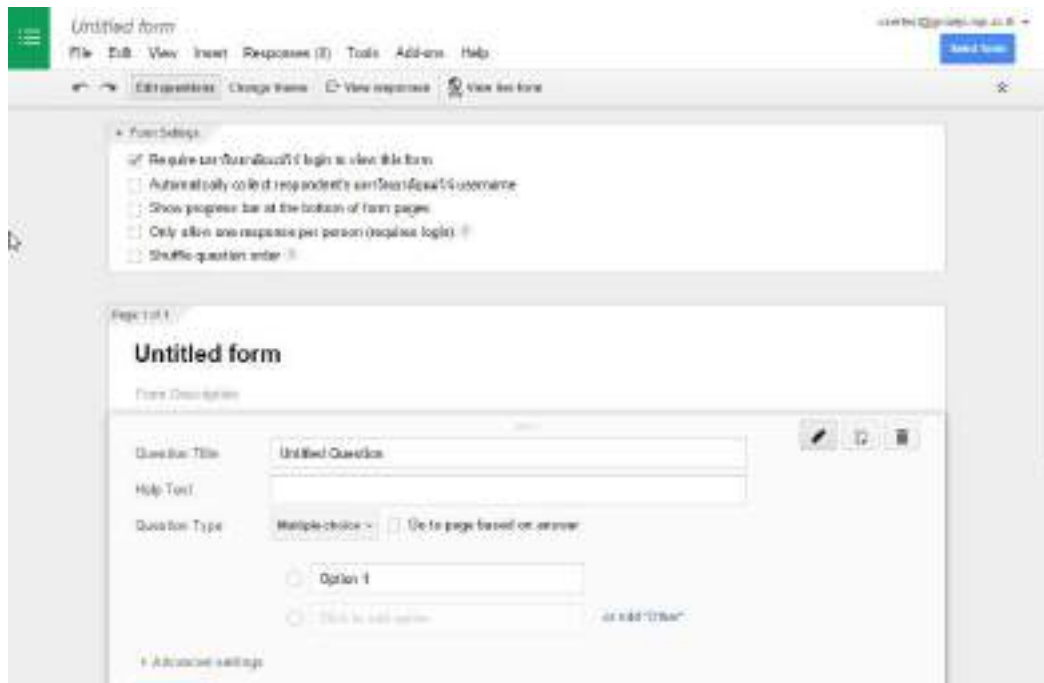 Untitled form
File Edit View Insert Responses (0) Tools Add-ons Help
Send form
Edit questions Change theme View responses View live form
Form Settings
Require login to view this form
Automatically collect respondent's username
Show progress bar at the bottom of form pages
Only allow one response per person (requires login)
Shuffle question order
Page 1 of 1
Untitled form
Form Description
Question Title Untitled Question
Help Text
Question Type Multiple choice Go to page based on answer
Option 1
Click to add option or Add "Other"
Advanced settings